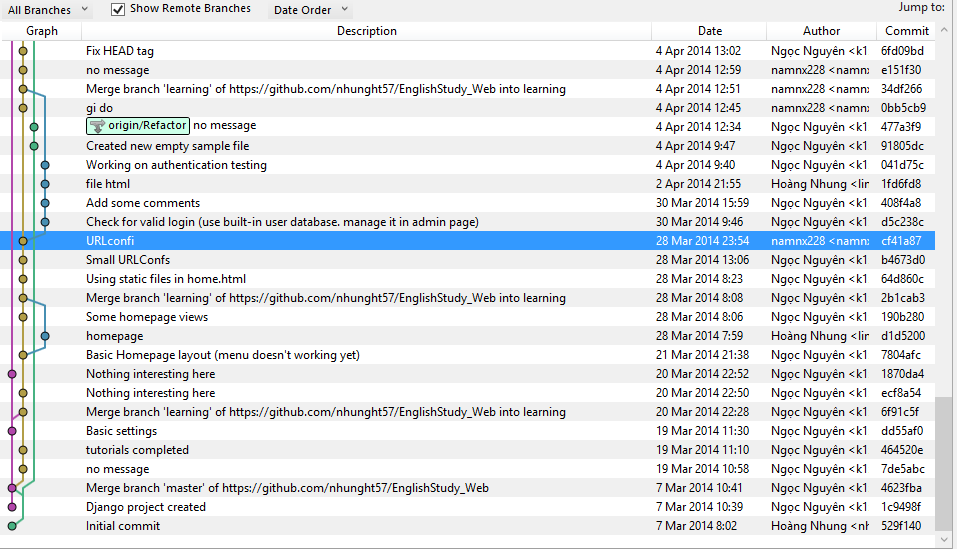 All Branches Show Remote Branches Date Order Jump to:
Graph Description Date Author Commit
Fix HEAD tag 4 Apr 2014 13:02 Ngọc Nguyên <k1 6fd09bd
no message 4 Apr 2014 12:59 namnx228 <namnx e151f30
Merge branch 'learning' of https://github.com/nhunght57/EnglishStudy_Web into learning 4 Apr 2014 12:51 namnx228 <namnx 34df266
gi do 4 Apr 2014 12:45 namnx228 <namnx 0bb5cb9
origin/Refactor no message 4 Apr 2014 12:34 Ngọc Nguyên <k1 477a3f9
Created new empty sample file 4 Apr 2014 9:47 Ngọc Nguyên <k1 91805dc
Working on authentication testing 4 Apr 2014 9:40 Ngọc Nguyên <k1 041d75c
file html 2 Apr 2014 21:55 Hoàng Nhung <lin 1fd6fd8
Add some comments 30 Mar 2014 15:59 Ngọc Nguyên <k1 408f4a8
Check for valid login (use built-in user database. manage it in admin page) 30 Mar 2014 9:46 Ngọc Nguyên <k1 d5c238c
URLconfi 28 Mar 2014 23:54 namnx228 <namnx cf41a87
Small URLConfs 28 Mar 2014 13:06 Ngọc Nguyên <k1 b4673d0
Using static files in home.html 28 Mar 2014 8:23 Ngọc Nguyên <k1 64d860c
Merge branch 'learning' of https://github.com/nhunght57/EnglishStudy_Web into learning 28 Mar 2014 8:08 Ngọc Nguyên <k1 2b1cab3
Some homepage views 28 Mar 2014 8:06 Ngọc Nguyên <k1 190b280
homepage 28 Mar 2014 7:59 Hoàng Nhung <lin d1d5200
Basic Homepage layout (menu doesn't working yet) 21 Mar 2014 21:38 Ngọc Nguyên <k1 7804afc
Nothing interesting here 20 Mar 2014 22:52 Ngọc Nguyên <k1 1870da4
Nothing interesting here 20 Mar 2014 22:50 Ngọc Nguyên <k1 ecf8a54
Merge branch 'learning' of https://github.com/nhunght57/EnglishStudy_Web into learning 20 Mar 2014 22:28 Ngọc Nguyên <k1 6f91c5f
Basic settings 19 Mar 2014 11:30 Ngọc Nguyên <k1 dd55af0
tutorials completed 19 Mar 2014 11:10 Ngọc Nguyên <k1 464520e
no message 19 Mar 2014 10:58 Ngọc Nguyên <k1 7de5abc
Merge branch 'master' of https://github.com/nhunght57/EnglishStudy_Web 7 Mar 2014 10:41 Ngọc Nguyên <k1 4623fba
Django project created 7 Mar 2014 10:39 Ngọc Nguyên <k1 1c9498f
Initial commit 7 Mar 2014 8:02 Hoàng Nhung <nh 529f140